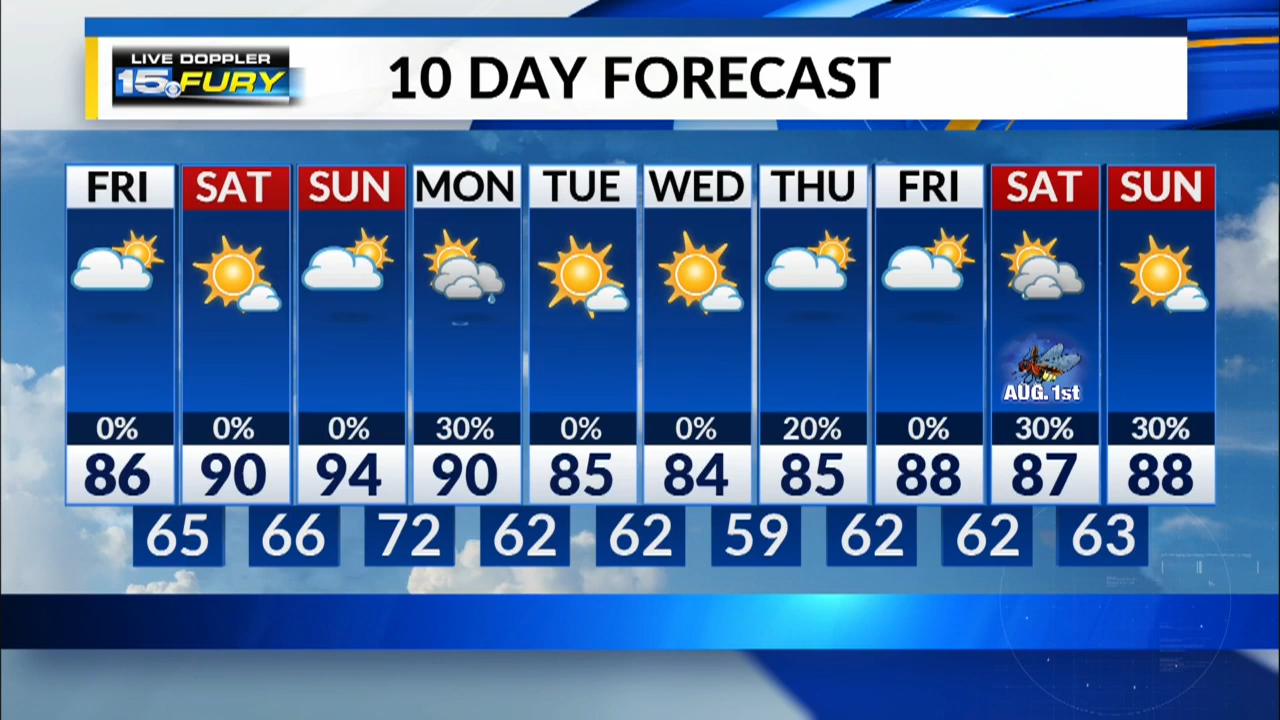 LIVE DOPPLER
15 FURY
10 DAY FORECAST
FRI SAT SUN MON TUE WED THU FRI SAT SUN
AUG. 1st
0% 0% 0% 30% 0% 0% 20% 0% 30% 30%
86 90 94 90 85 84 85 88 87 88
65 66 72 62 62 59 62 62 63